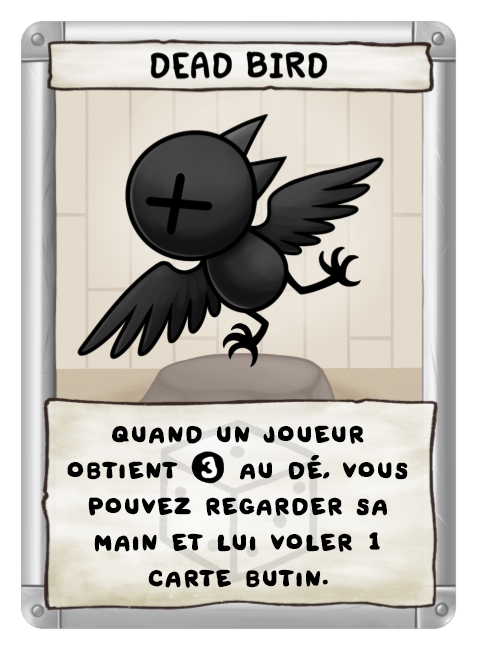 DEAD BIRD
QUAND UN JOUEUR
OBTIENT 3 AU DÉ, VOUS
POUVEZ REGARDER SA
MAIN ET LUI VOLER 1
CARTE BUTIN.